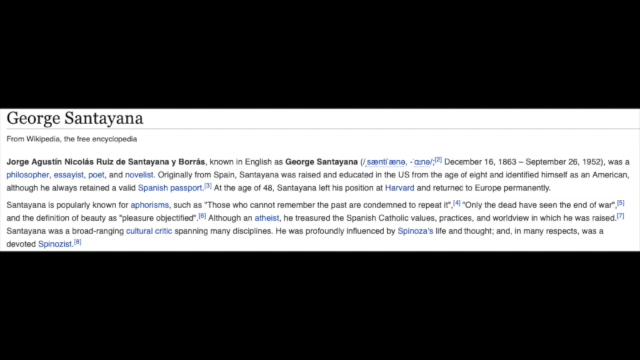 George Santayana
From Wikipedia, the free encyclopedia
Jorge Agustín Nicolás Ruiz de Santayana y Borrás, known in English as George Santayana (/ˌsæntiˈænə, -ˈɑːnə/;[2] December 16, 1863 – September 26, 1952), was a
philosopher, essayist, poet, and novelist. Originally from Spain, Santayana was raised and educated in the US from the age of eight and identified himself as an American,
although he always retained a valid Spanish passport.[3] At the age of 48, Santayana left his position at Harvard and returned to Europe permanently.
Santayana is popularly known for aphorisms, such as "Those who cannot remember the past are condemned to repeat it",[4] "Only the dead have seen the end of war",[5]
and the definition of beauty as "pleasure objectified".[6] Although an atheist, he treasured the Spanish Catholic values, practices, and worldview in which he was raised.[7]
Santayana was a broad-ranging cultural critic spanning many disciplines. He was profoundly influenced by Spinoza's life and thought; and, in many respects, was a
devoted Spinozist.[8]